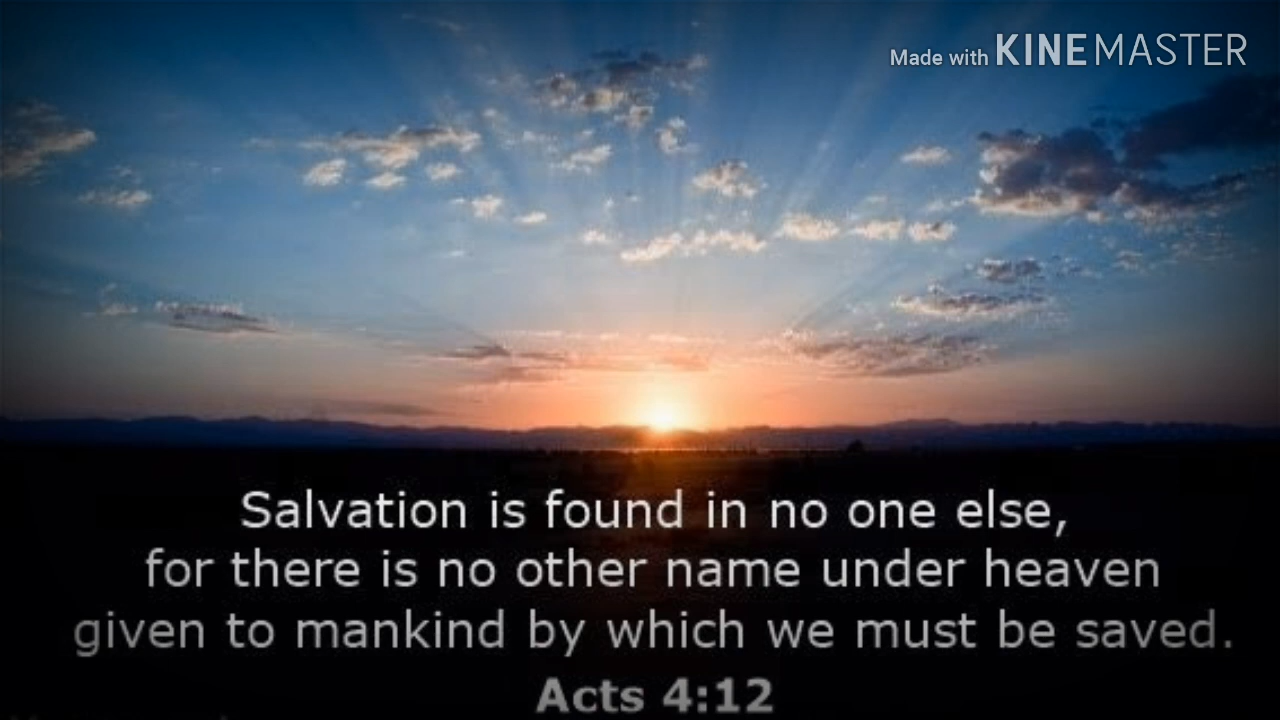 Made with KINEMASTER
Salvation is found in no one else,
for there is no other name under heaven
given to mankind by which we must be saved.
Acts 4:12